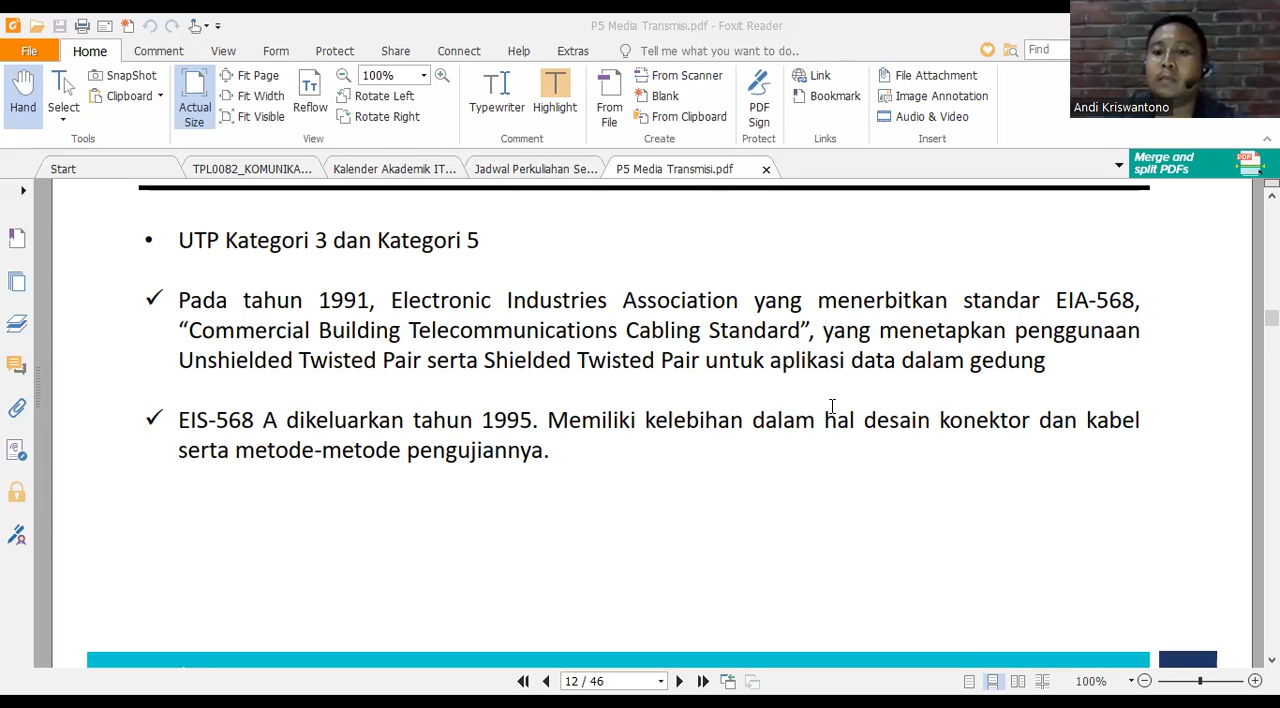 P5 Media Transmisi.pdf - Foxit Reader
File Home Comment View Form Protect Share Connect Help Extras Tell me what you want to do.. Find
Hand
Select
SnapShot
Clipboard
Tools
Actual Size
Fit Page
Fit Width
Fit Visible
Reflow
100%
Rotate Left
Rotate Right
View
Typewriter
Highlight
Comment
From File
From Scanner
Blank
From Clipboard
Create
PDF Sign
Protect
Link
Bookmark
Links
File Attachment
Image Annotation
Audio & Video
Insert
Andi Kriswantono
Start TPL0082_KOMUNIKA... Kalender Akademik IT... Jadwal Perkuliahan Se... P5 Media Transmisi.pdf
Merge and
split PDFs
PDF
• UTP Kategori 3 dan Kategori 5
✓ Pada tahun 1991, Electronic Industries Association yang menerbitkan standar EIA-568,
“Commercial Building Telecommunications Cabling Standard”, yang menetapkan penggunaan
Unshielded Twisted Pair serta Shielded Twisted Pair untuk aplikasi data dalam gedung
✓ EIS-568 A dikeluarkan tahun 1995. Memiliki kelebihan dalam hal desain konektor dan kabel
serta metode-metode pengujiannya.
12 / 46
100%